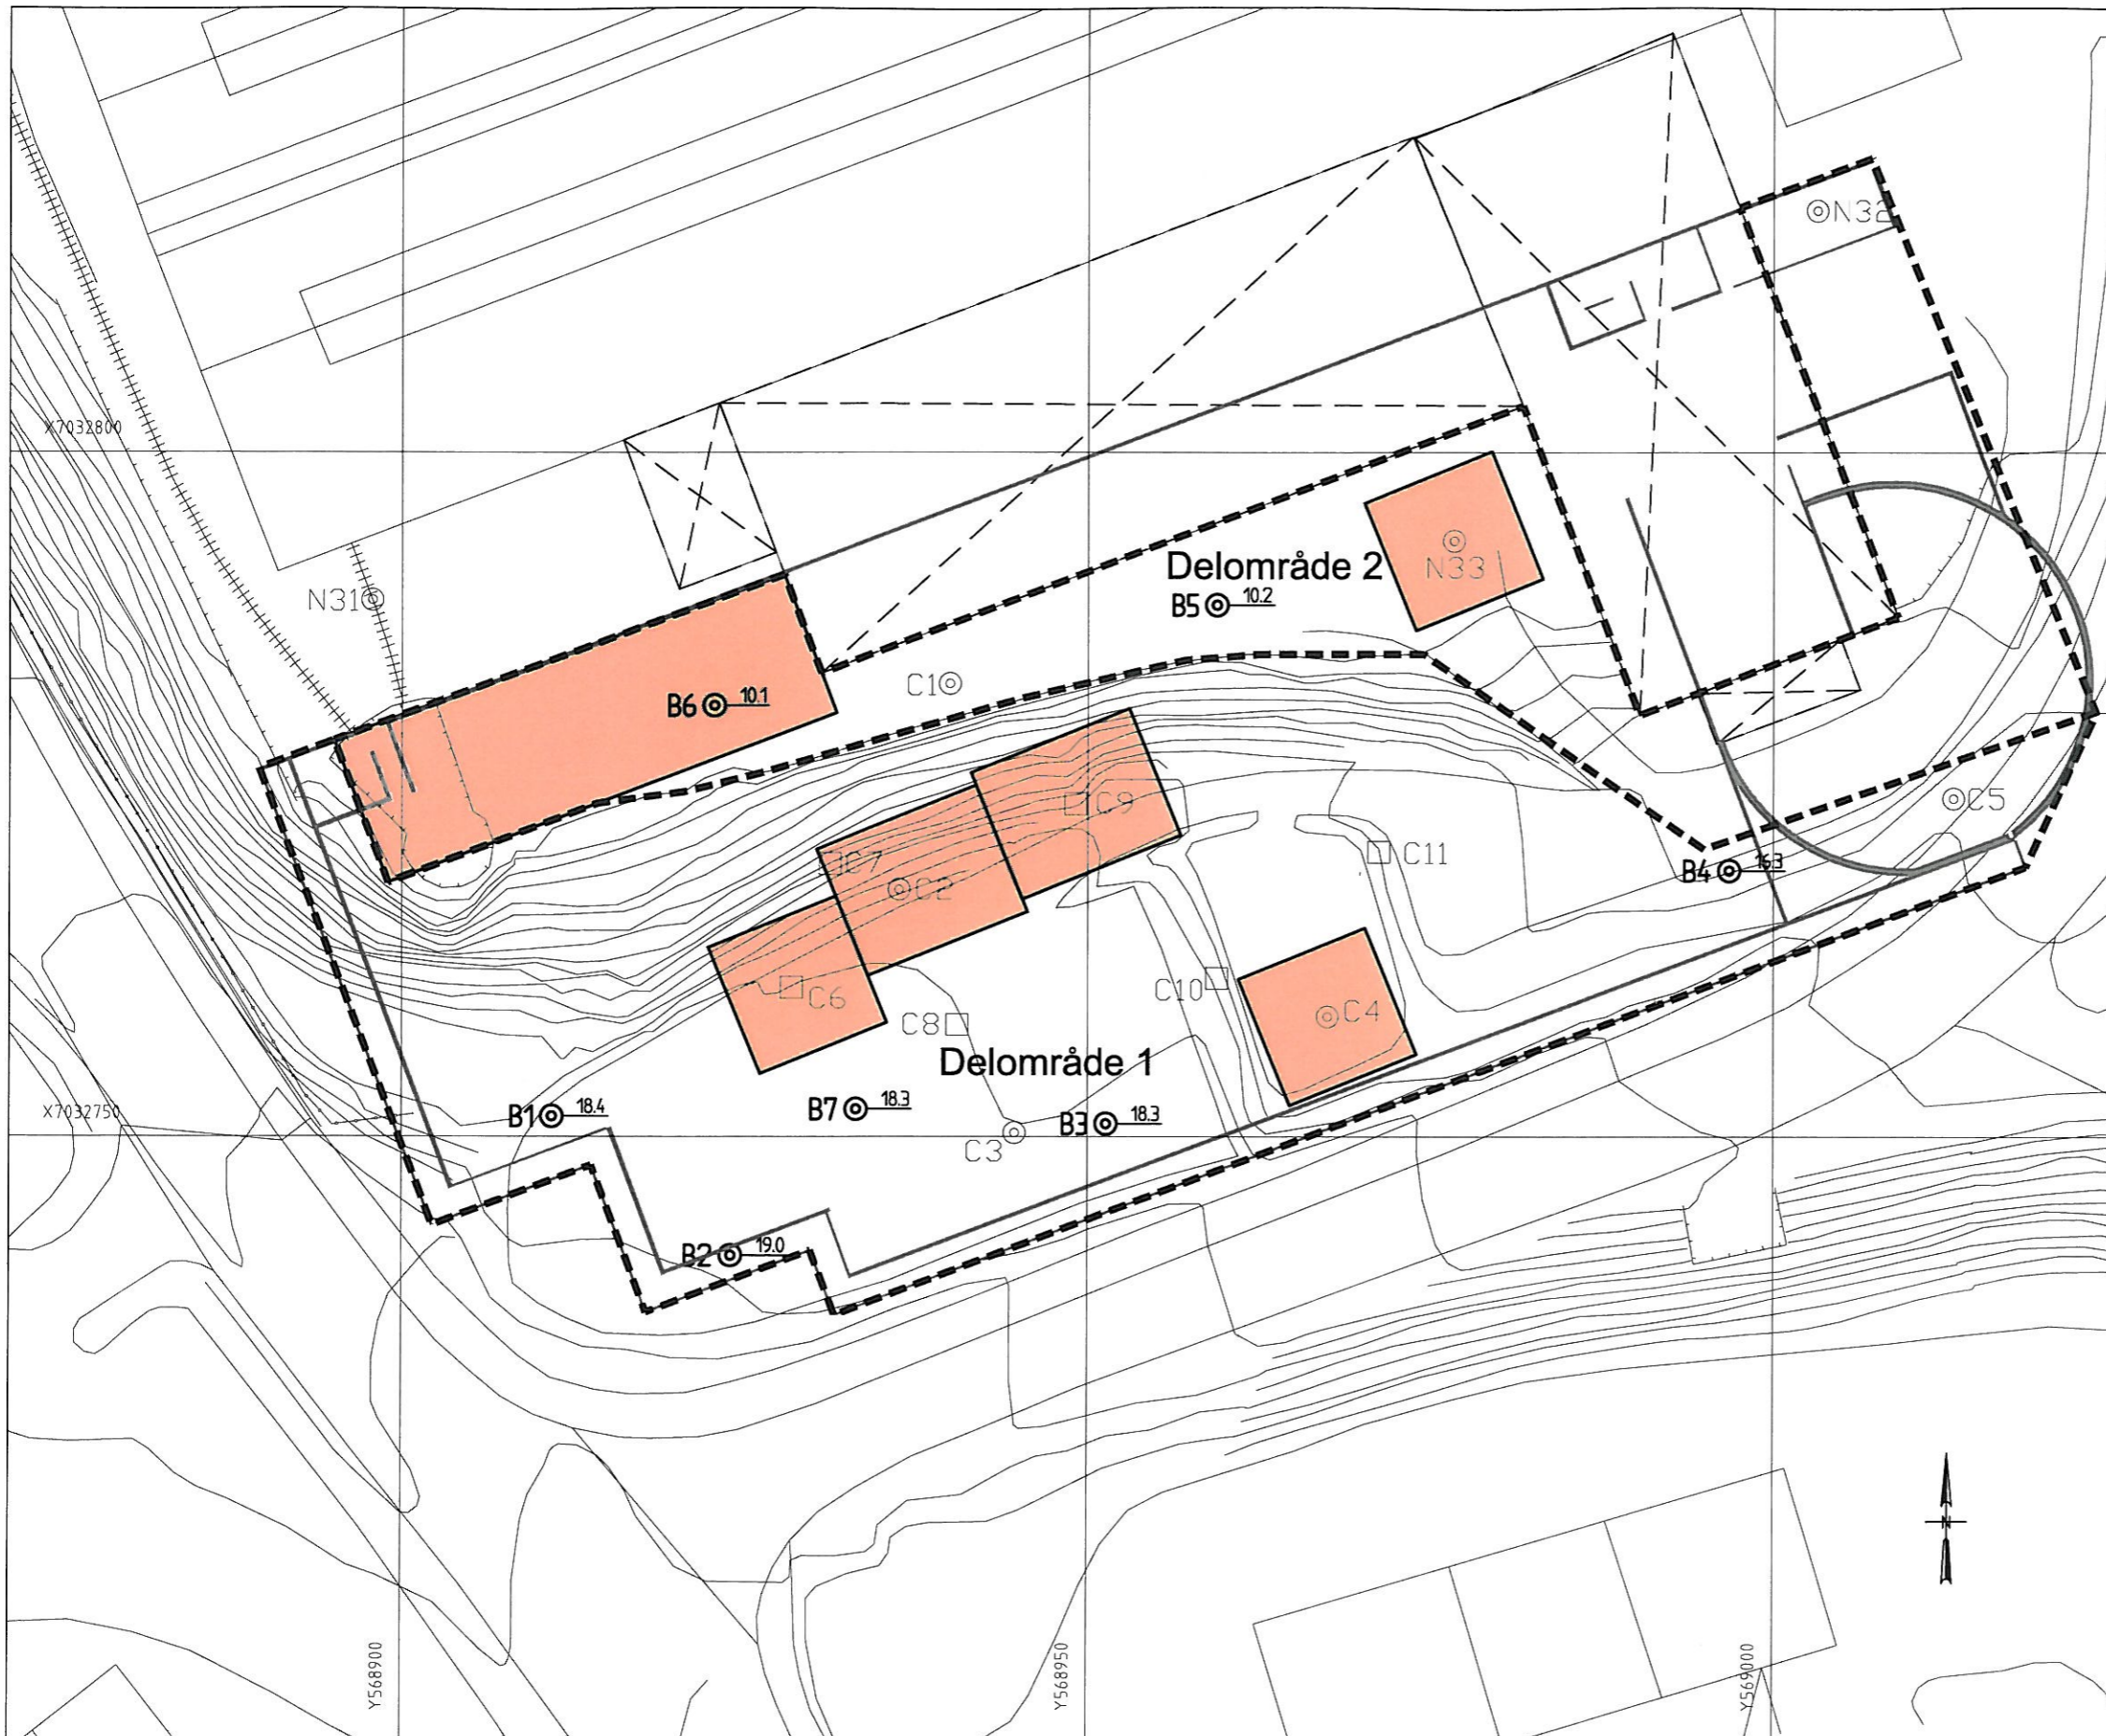 N32
X7032800
N33
Delområde 2
B5 10.2
N31
C1
B6 10.1
C9
C5
C7
C11
B4 16.3
C2
C6
C10
C8
C4
Delområde 1
X7032750
B1 18.4
B7 18.3
B3 18.3
C3
B2 19.0
N
Y568900
Y568950
Y569000